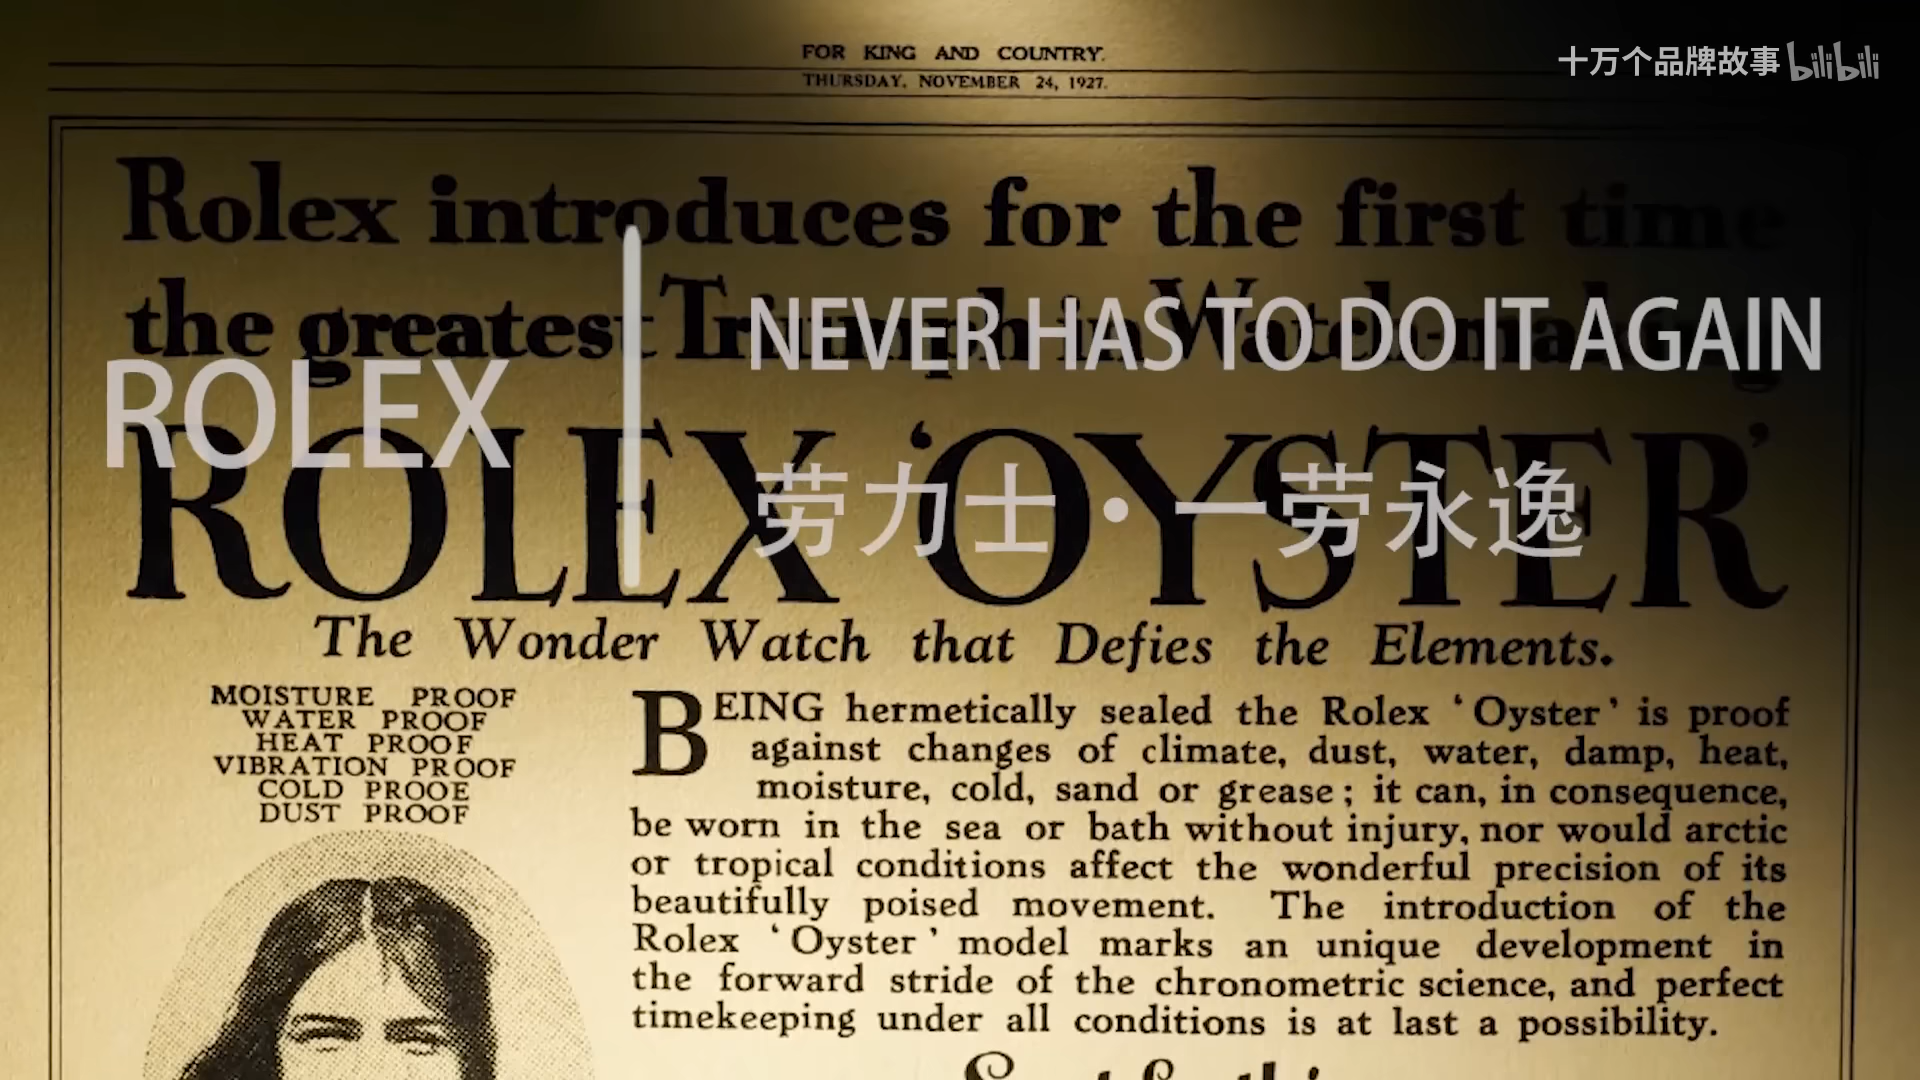 FOR KING AND COUNTRY.
THURSDAY, NOVEMBER 24, 1927.
十万个品牌故事 bilibili
Rolex introduces for the first time
the greatest Triumph in Watch-making
ROLEX 'OYSTER'
The Wonder Watch that Defies the Elements.
ROLEX
NEVER HAS TO DO IT AGAIN
劳力士·一劳永逸
MOISTURE PROOF
WATER PROOF
HEAT PROOF
VIBRATION PROOF
COLD PROOF
DUST PROOF
BEING hermetically sealed the Rolex 'Oyster' is proof
against changes of climate, dust, water, damp, heat,
moisture, cold, sand or grease; it can, in consequence,
be worn in the sea or bath without injury, nor would arctic
or tropical conditions affect the wonderful precision of its
beautifully poised movement. The introduction of the
Rolex 'Oyster' model marks an unique development in
the forward stride of the chronometric science, and perfect
timekeeping under all conditions is at last a possibility.